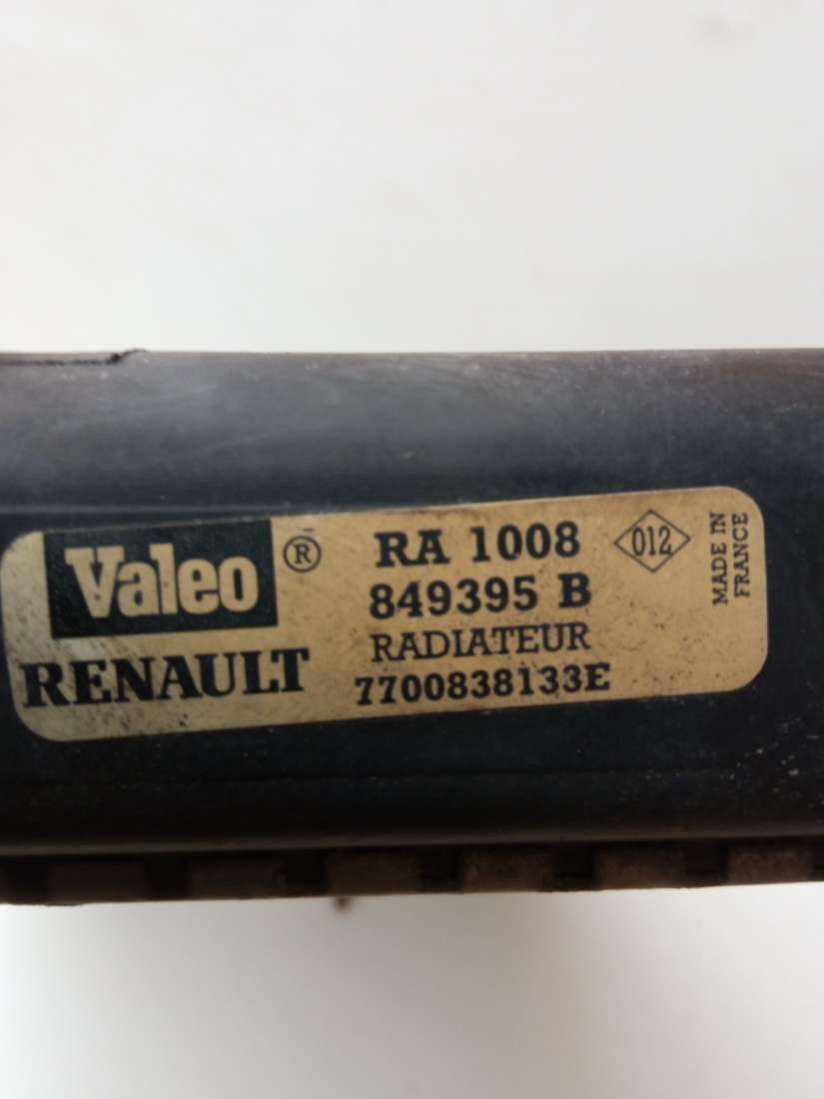 Valeo ®
RENAULT
RA 1008
849395 B
RADIATEUR
7700838133E
012
MADE IN
FRANCE